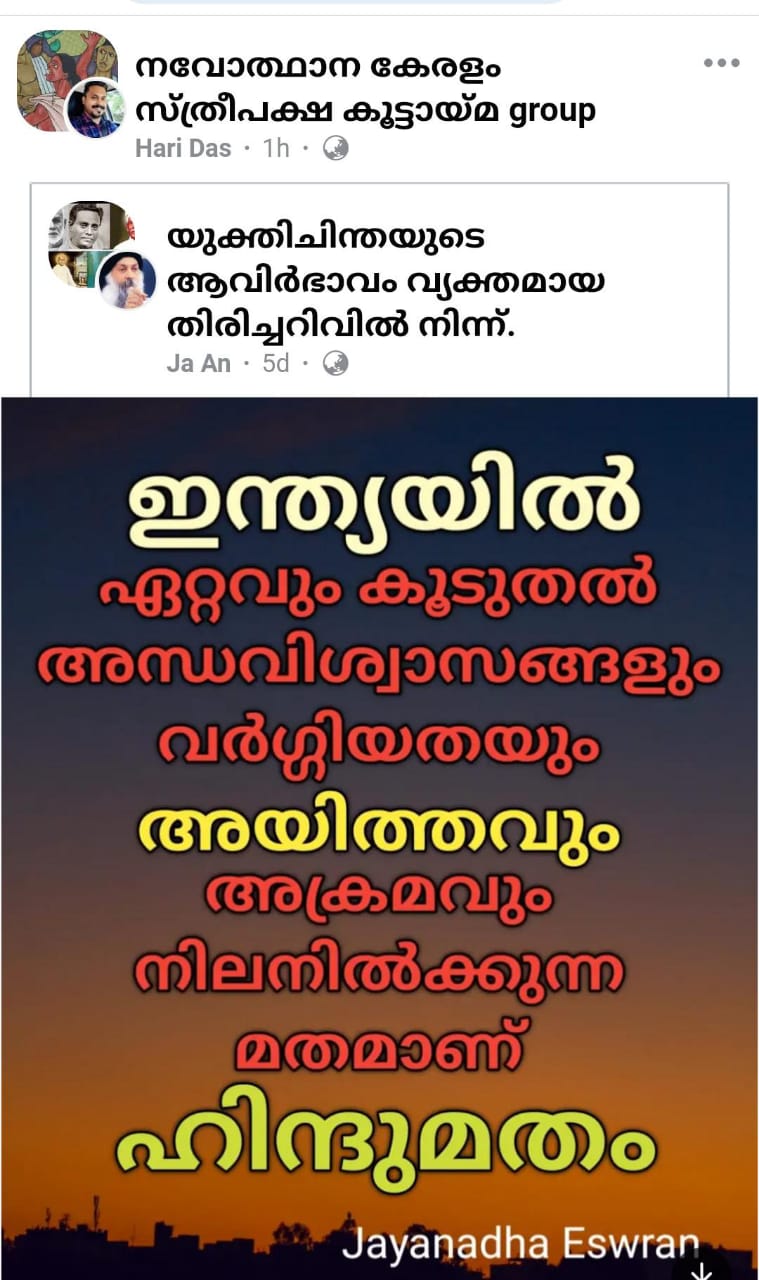 നവോത്ഥാന കേരളം
സ്ത്രീപക്ഷ കൂട്ടായ്മ group
Hari Das · 1h ·
യുക്തിചിന്തയുടെ
ആവിർഭാവം വ്യക്തമായ
തിരിച്ചറിവിൽ നിന്ന്.
Ja An · 5d ·
ഇന്ത്യയിൽ
ഏറ്റവും കൂടുതൽ
അന്ധവിശ്വാസങ്ങളും
വർഗ്ഗിയതയും
അയിത്തവും
അക്രമവും
നിലനിൽക്കുന്ന
മതമാണ്
ഹിന്ദുമതം
Jayanadha Eswran